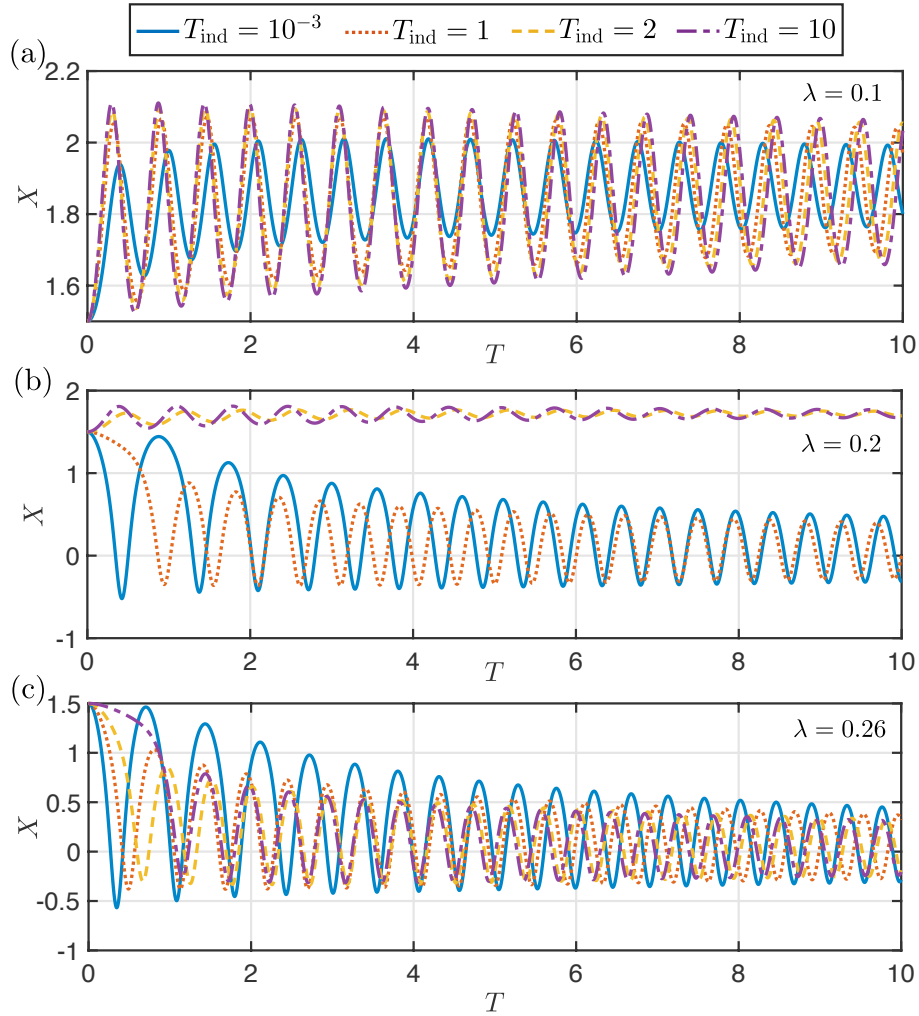 T_ind = 10^-3 T_ind = 1 T_ind = 2 T_ind = 10
(a)
2.2
λ = 0.1
2
X
1.8
1.6
0 2 4 6 8 10
T
(b)
2
λ = 0.2
1
X
0
-1
0 2 4 6 8 10
T
(c)
1.5
λ = 0.26
1
0.5
X
0
-0.5
-1
0 2 4 6 8 10
T